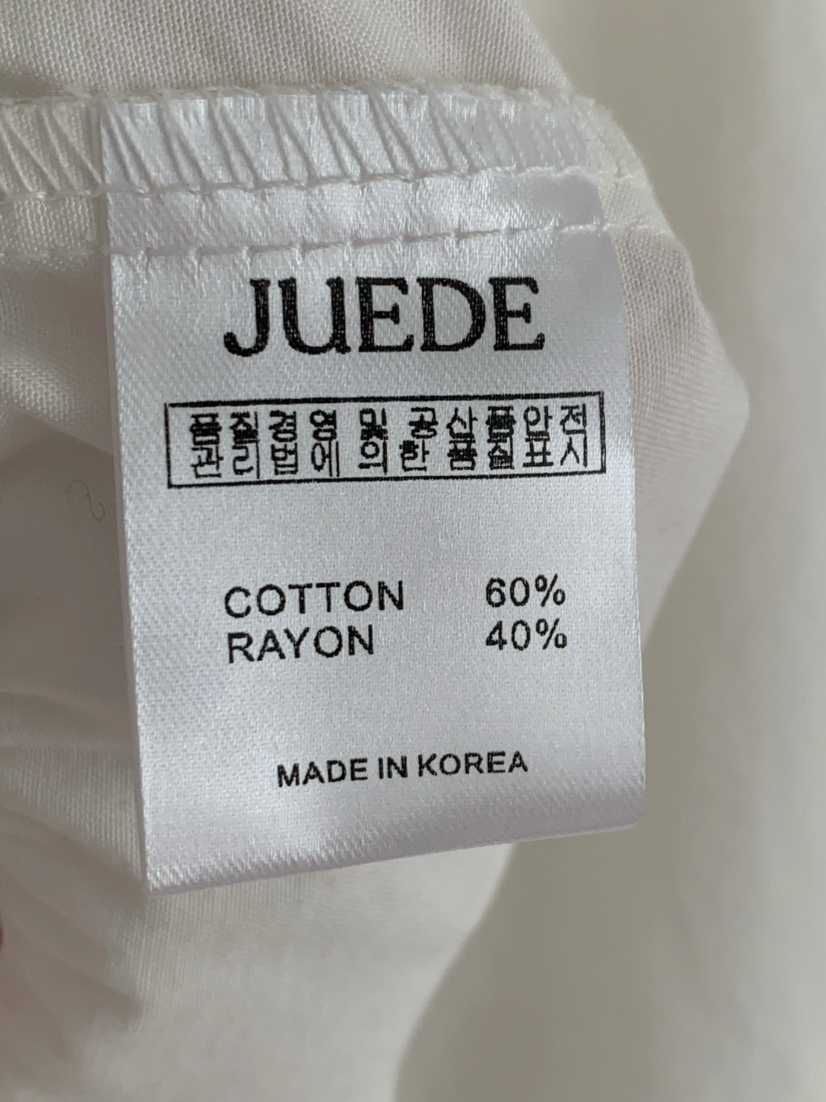 JUEDE
품질경영 및 공산품안전
관리법에 의한 품질표시
COTTON 60%
RAYON 40%
MADE IN KOREA